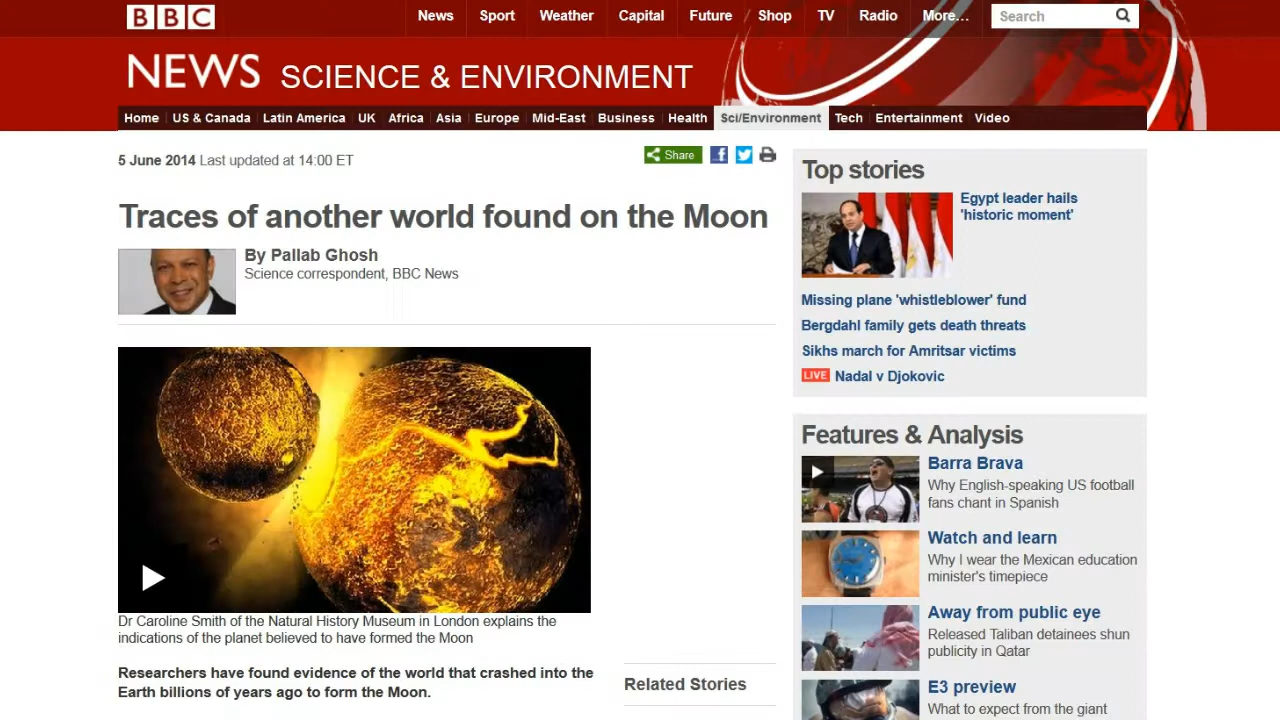 BBC
News Sport Weather Capital Future Shop TV Radio More... Search
NEWS SCIENCE & ENVIRONMENT
Home US & Canada Latin America UK Africa Asia Europe Mid-East Business Health Sci/Environment Tech Entertainment Video
5 June 2014 Last updated at 14:00 ET
Share f
Traces of another world found on the Moon
By Pallab Ghosh
Science correspondent, BBC News
Dr Caroline Smith of the Natural History Museum in London explains the
indications of the planet believed to have formed the Moon
Researchers have found evidence of the world that crashed into the
Earth billions of years ago to form the Moon.
Related Stories
Top stories
Egypt leader hails
'historic moment'
Missing plane 'whistleblower' fund
Bergdahl family gets death threats
Sikhs march for Amritsar victims
LIVE Nadal v Djokovic
Features & Analysis
Barra Brava
Why English-speaking US football
fans chant in Spanish
Watch and learn
Why I wear the Mexican education
minister's timepiece
Away from public eye
Released Taliban detainees shun
publicity in Qatar
E3 preview
What to expect from the giant